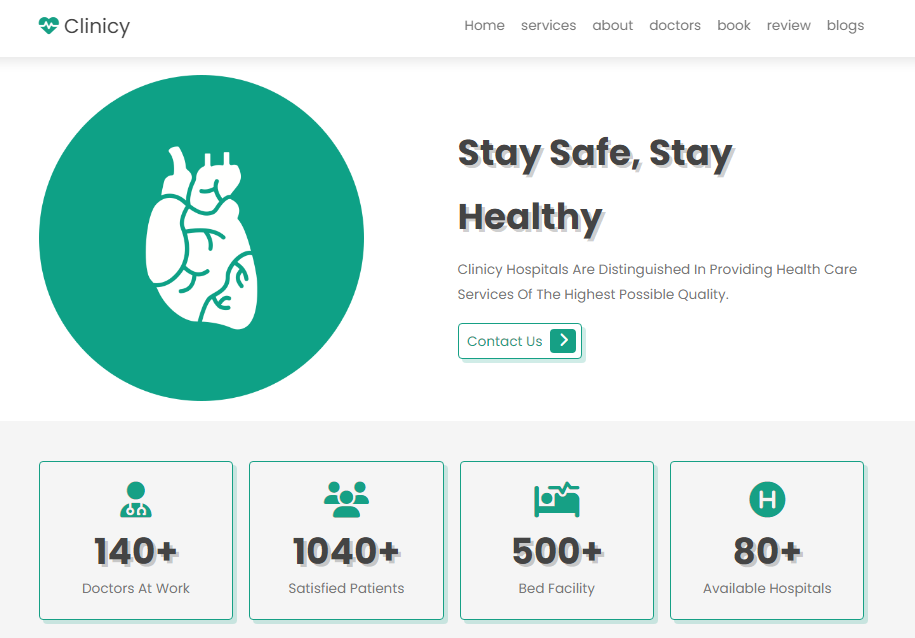 Clinicy
Home services about doctors book review blogs
Stay Safe, Stay
Healthy
Clinicy Hospitals Are Distinguished In Providing Health Care
Services Of The Highest Possible Quality.
Contact Us
H
140+ 1040+ 500+ 80+
Doctors At Work Satisfied Patients Bed Facility Available Hospitals